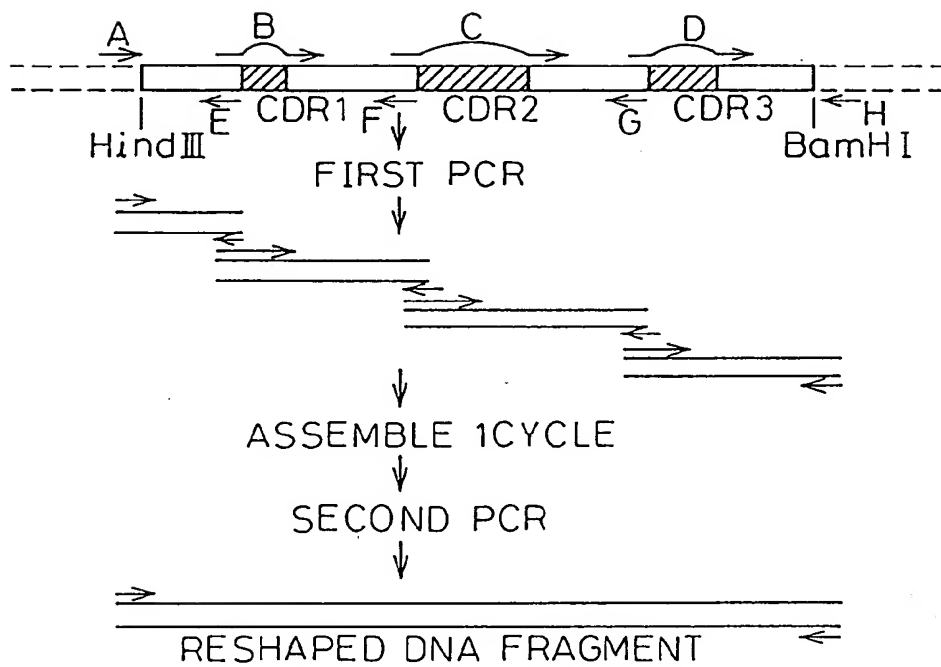 A B C D
E CDR1 F CDR2 G CDR3 H
HindⅢ BamHI
FIRST PCR
ASSEMBLE 1CYCLE
SECOND PCR
RESHAPED DNA FRAGMENT